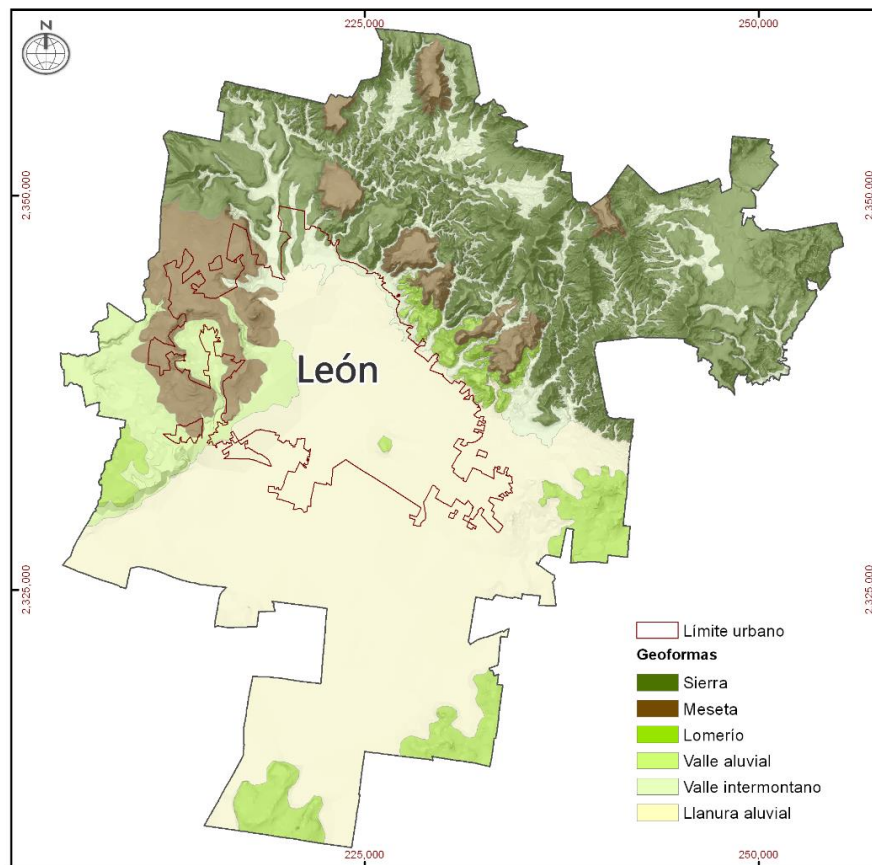 225,000
250,000
N
2,350,000
2,350,000
León
2,325,000
2,325,000
Límite urbano
Geoformas
Sierra
Meseta
Lomerío
Valle aluvial
Valle intermontano
Llanura aluvial
225,000
250,000